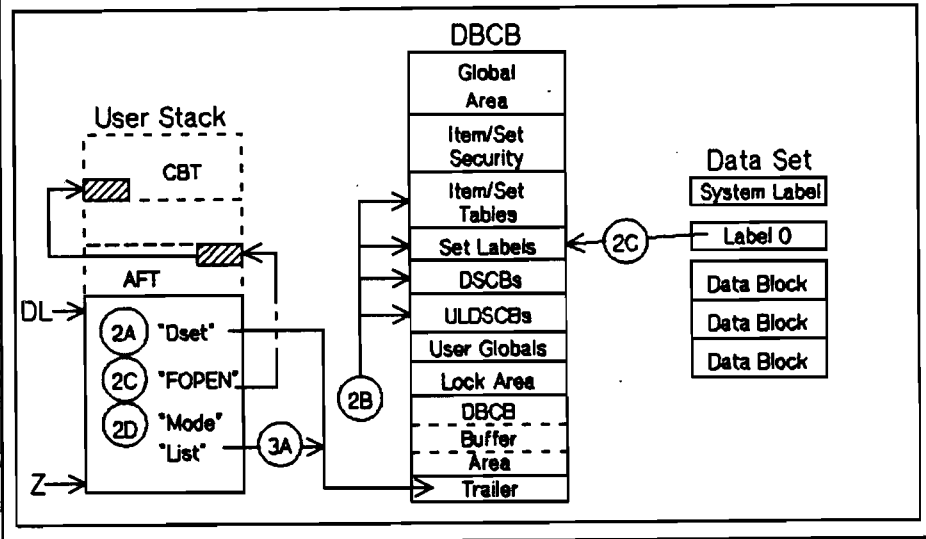 DBCB
Global
Area
Item/Set
Security
Item/Set
Tables
Set Labels
DSCBs
ULDSCBs
User Globals
Lock Area
DBCB
Buffer
Area
Trailer
User Stack
CBT
AFT
DL
Z
2A "Dset"
2C "FOPEN"
2D "Mode"
"List"
3A
2B
2C
Data Set
System Label
Label 0
Data Block
Data Block
Data Block